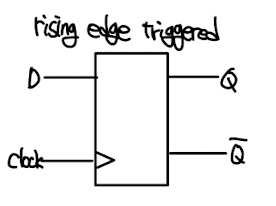 rising edge triggered
D
Q
clock
Q̅